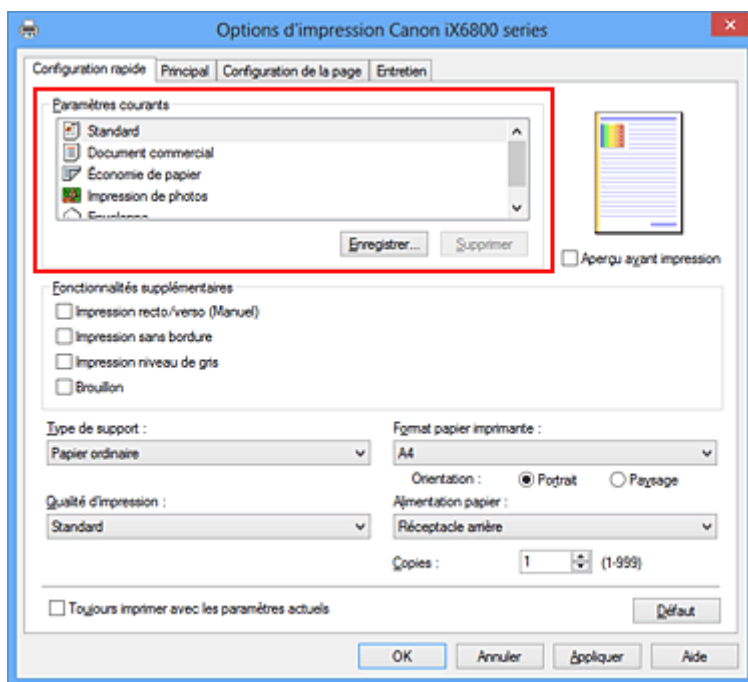 Options d'impression Canon iX6800 series
Configuration rapide Principal Configuration de la page Entretien
Paramètres courants
Standard
Document commercial
Économie de papier
Impression de photos
Enregistrer... Supprimer
Aperçu avant impression
Fonctionnalités supplémentaires
Impression recto/verso (Manuel)
Impression sans bordure
Impression niveau de gris
Brouillon
Type de support : Format papier imprimante :
Papier ordinaire A4
Orientation : Portrait Paysage
Qualité d'impression : Alimentation papier :
Standard Réceptacle arrière
Copies : 1 (1-999)
Toujours imprimer avec les paramètres actuels Défaut
OK Annuler Appliquer Aide